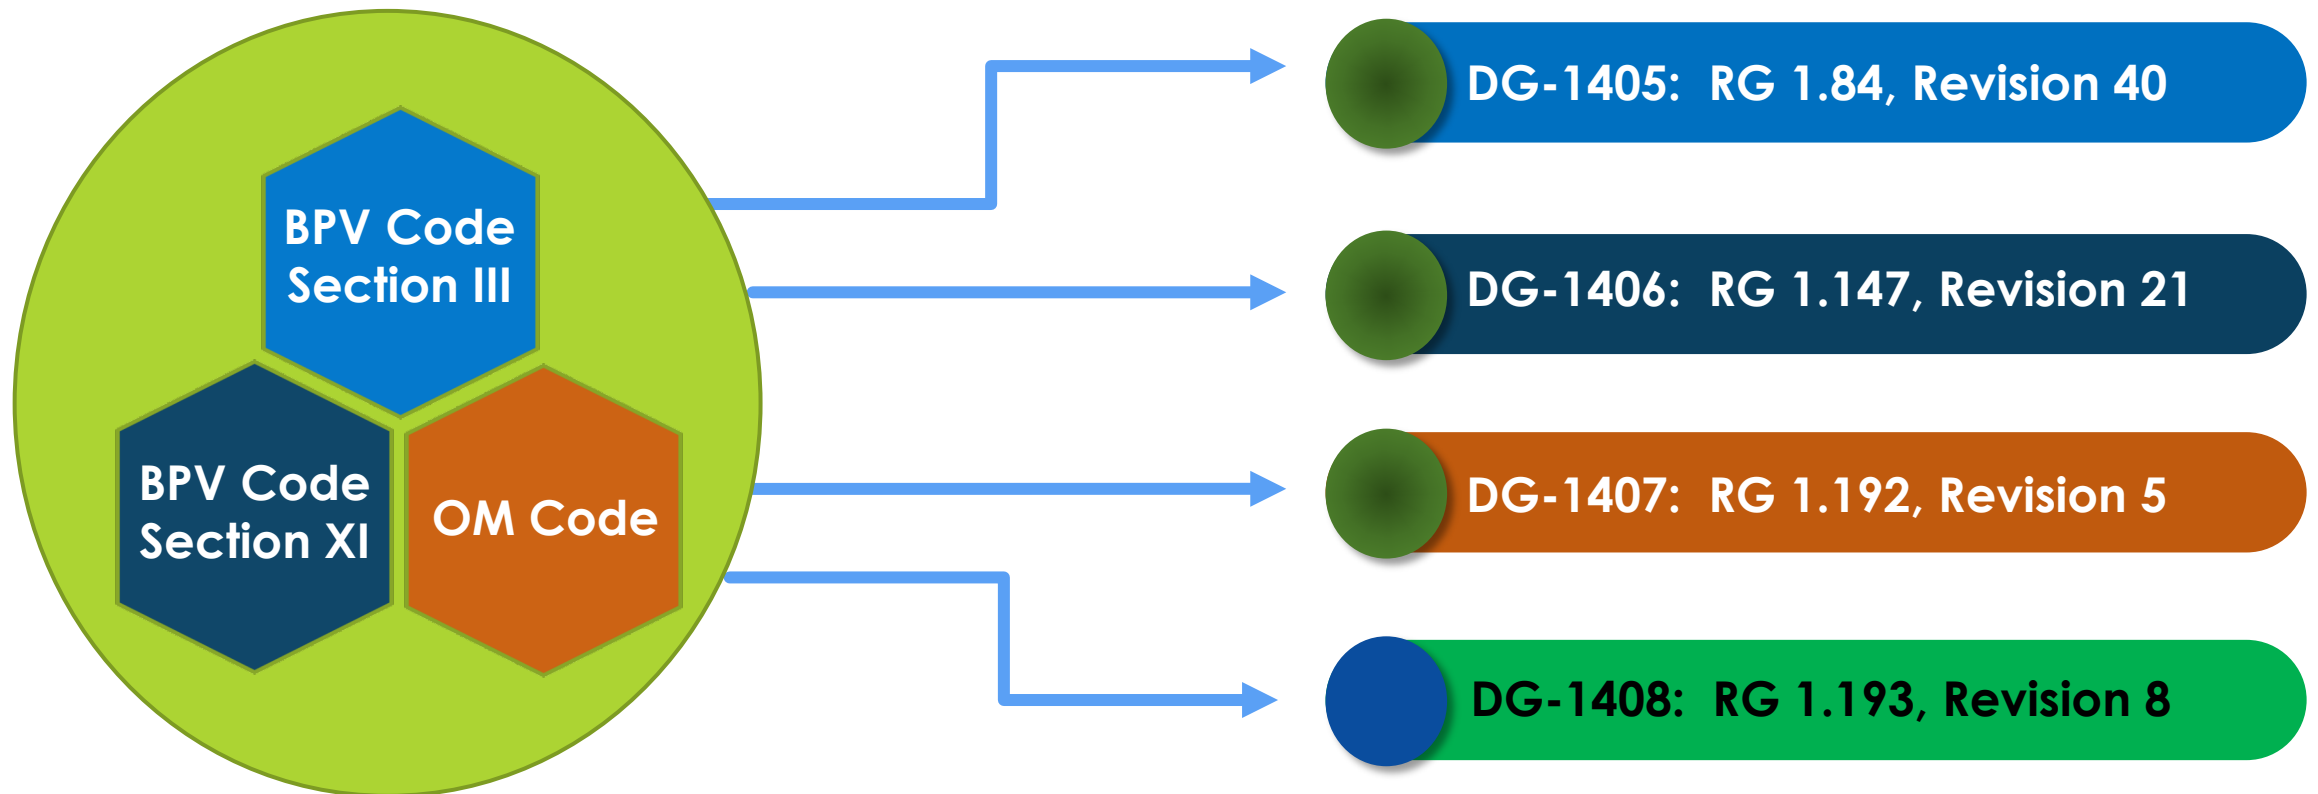 BPV Code
Section III
BPV Code
Section XI
OM Code
DG-1405:  RG 1.84, Revision 40
DG-1406:  RG 1.147, Revision 21
DG-1407:  RG 1.192, Revision 5
DG-1408:  RG 1.193, Revision 8